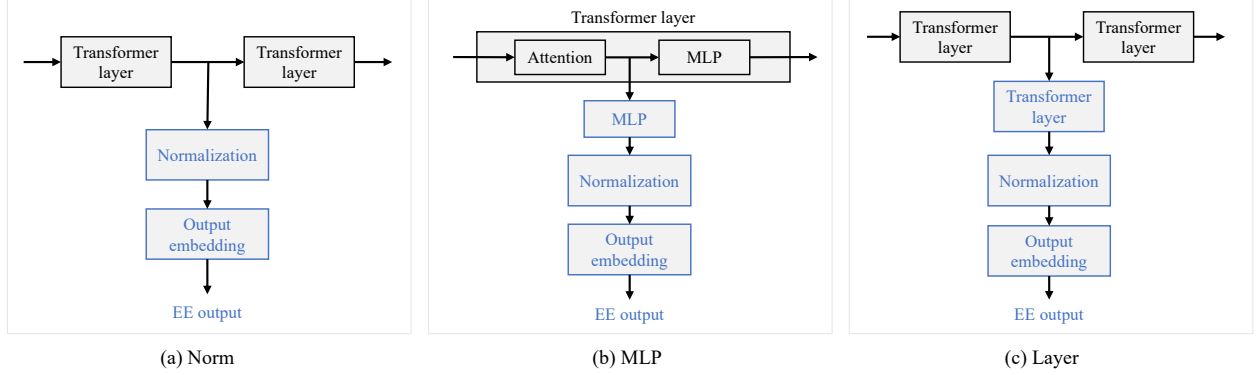 Transformer
layer
Transformer
layer
Normalization
Output
embedding
EE output
(a) Norm
Transformer layer
Attention
MLP
MLP
Normalization
Output
embedding
EE output
(b) MLP
Transformer
layer
Transformer
layer
Transformer
layer
Normalization
Output
embedding
EE output
(c) Layer